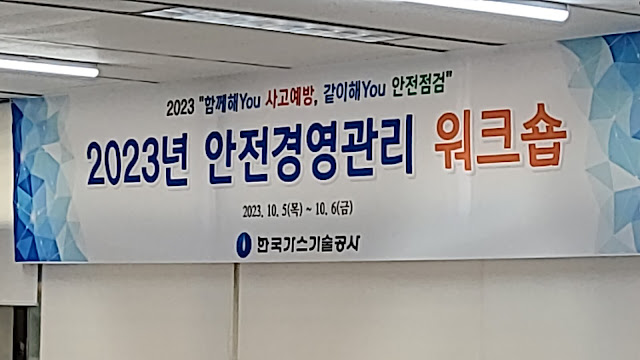 2023 "함께해You 사고예방, 같이해You 안전점검"
2023년 안전경영관리 워크숍
2023. 10. 5(목) ~ 10. 6(금)
한국가스기술공사